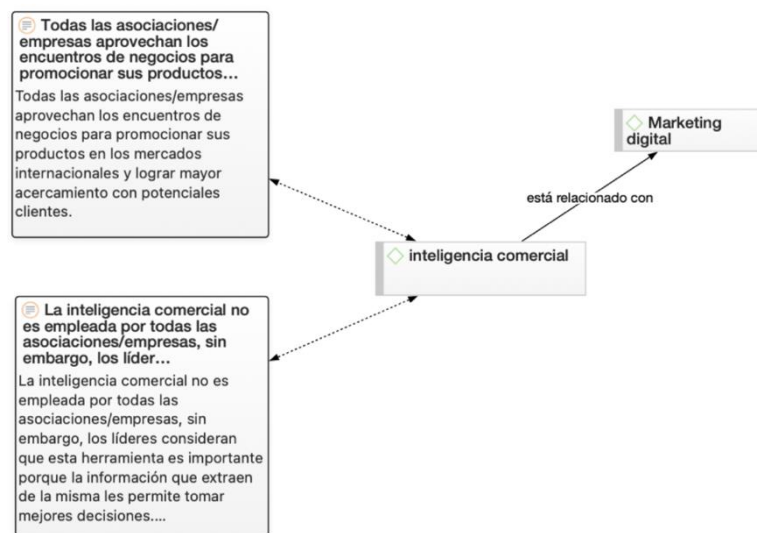 Todas las asociaciones/
empresas aprovechan los
encuentros de negocios para
promocionar sus productos...
Todas las asociaciones/empresas
aprovechan los encuentros de
negocios para promocionar sus
productos en los mercados
internacionales y lograr mayor
acercamiento con potenciales
clientes.
Marketing
digital
está relacionado con
inteligencia comercial
La inteligencia comercial no
es empleada por todas las
asociaciones/empresas, sin
embargo, los líder...
La inteligencia comercial no es
empleada por todas las
asociaciones/empresas, sin
embargo, los líderes consideran
que esta herramienta es importante
porque la información que extraen
de la misma les permite tomar
mejores decisiones....